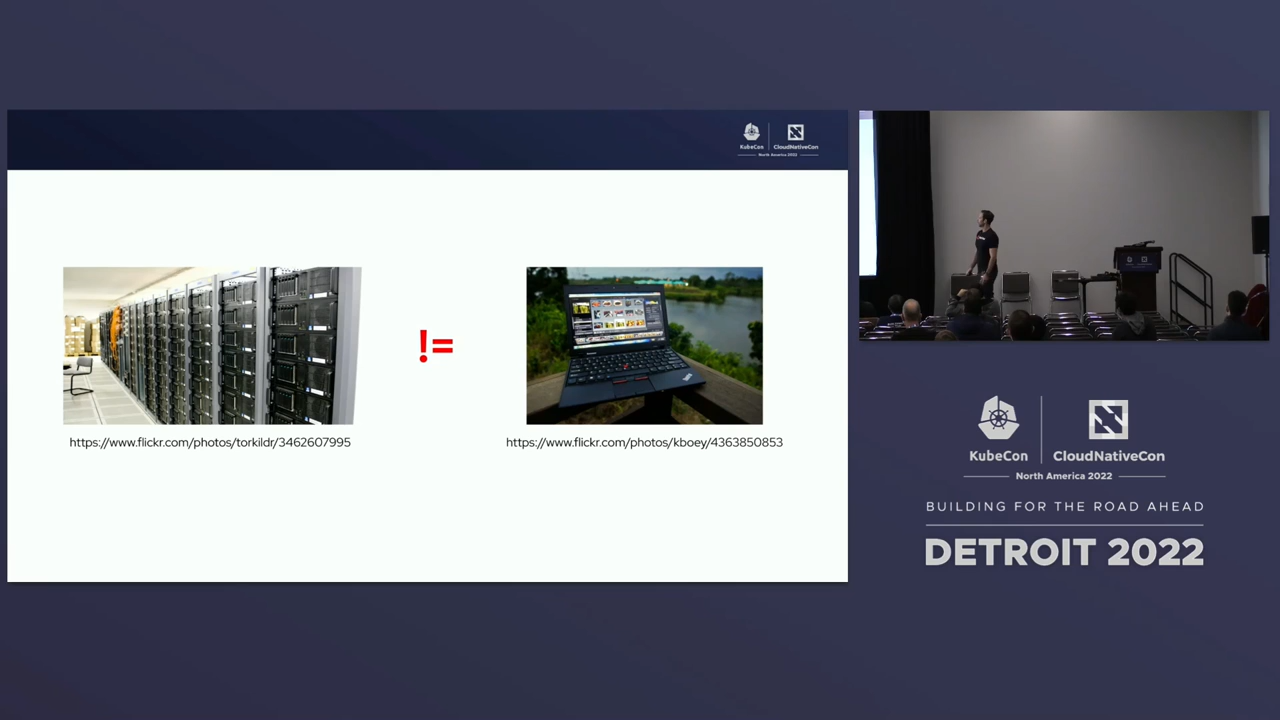 KubeCon
CloudNativeCon
North America 2022
!=
https://www.flickr.com/photos/torkildr/3462607995
https://www.flickr.com/photos/kboey/4363850853
KubeCon
CloudNativeCon
North America 2022
BUILDING FOR THE ROAD AHEAD
DETROIT 2022